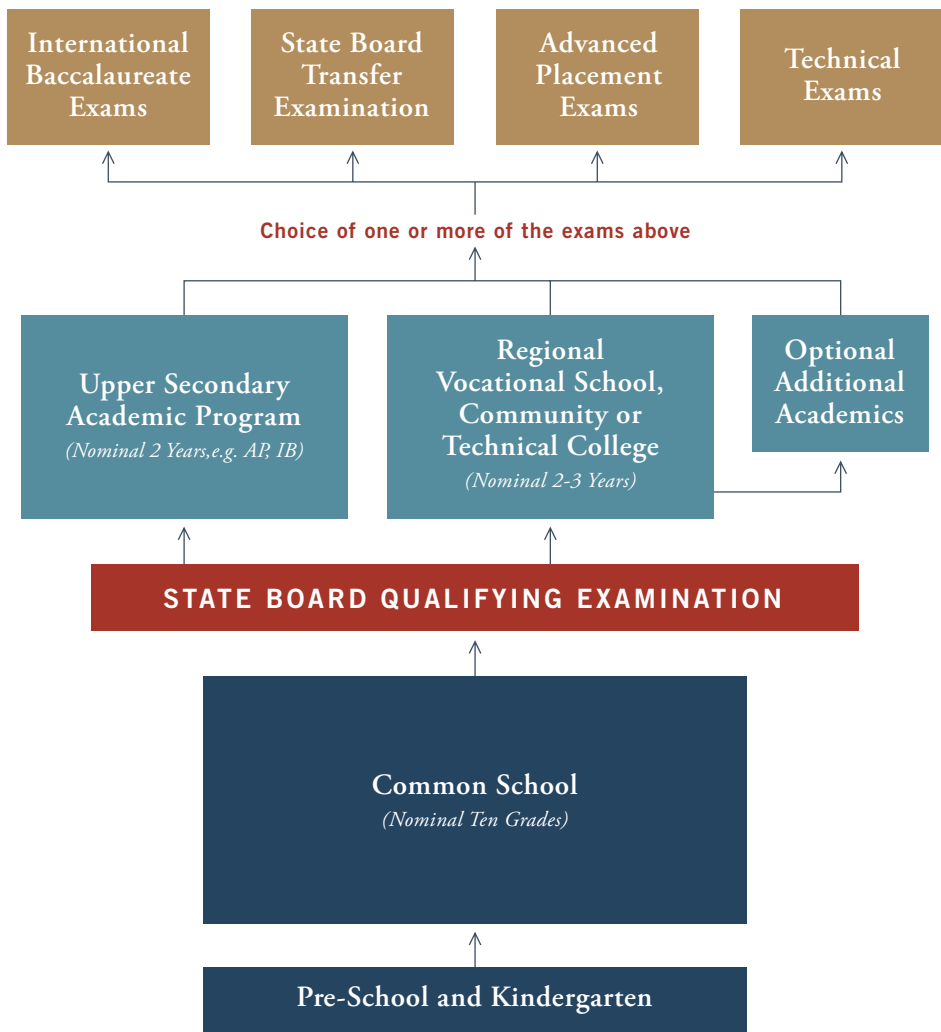 International
Baccalaureate
Exams
State Board
Transfer
Examination
Advanced
Placement
Exams
Technical
Exams
Choice of one or more of the exams above
Upper Secondary
Academic Program
(Nominal 2 Years,e.g. AP, IB)
Regional
Vocational School,
Community or
Technical College
(Nominal 2-3 Years)
Optional
Additional
Academics
STATE BOARD QUALIFYING EXAMINATION
Common School
(Nominal Ten Grades)
Pre-School and Kindergarten